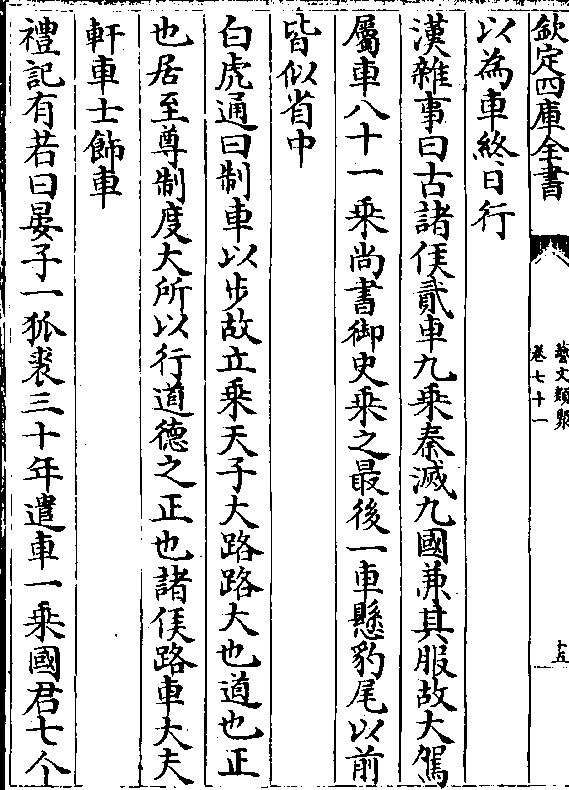 欽定四庫全書
藝文類聚
卷七十一
十五
以為車終日行
漢雜事曰古諸侯貳車九乘秦滅九國兼其服故大駕
屬車八十一乘尚書御史乘之最後一車懸豹尾以前
皆似省中
白虎通曰制車以步故立乘天子大路路大也道也正
也居至尊制度大所以行道德之正也諸侯路車大夫
軒車士飾車
禮記有若曰晏子一狐裘三十年遣車一乘國君七个